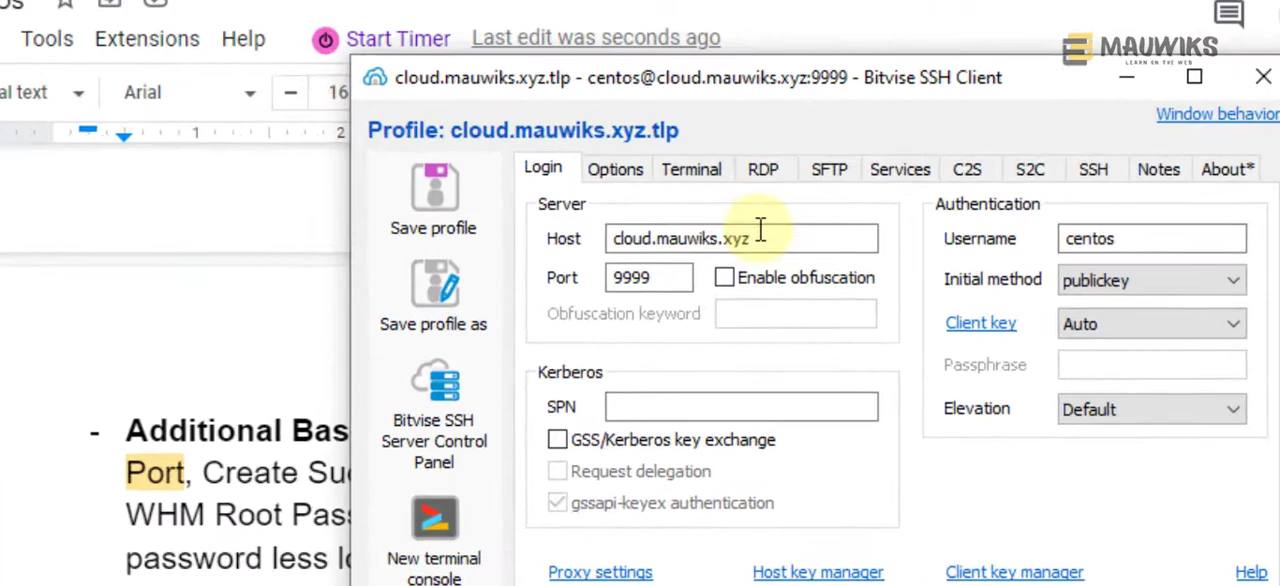 Tools Extensions Help Start Timer Last edit was seconds ago
MAUWIKS
LEARN ON THE WEB
al text Arial 16
1 2
cloud.mauwiks.xyz.tlp - centos@cloud.mauwiks.xyz:9999 - Bitvise SSH Client
Window behavior
Profile: cloud.mauwiks.xyz.tlp
Login Options Terminal RDP SFTP Services C2S S2C SSH Notes About*
Save profile
Save profile as
Bitvise SSH
Server Control
Panel
New terminal
console
Server
Host cloud.mauwiks.xyz
Port 9999 Enable obfuscation
Obfuscation keyword
Kerberos
SPN
GSS/Kerberos key exchange
Request delegation
gssapi-keyex authentication
Authentication
Username centos
Initial method publickey
Client key Auto
Passphrase
Elevation Default
Proxy settings Host key manager Client key manager Help
- Additional Bas
Port, Create Su
WHM Root Pass
password less lo